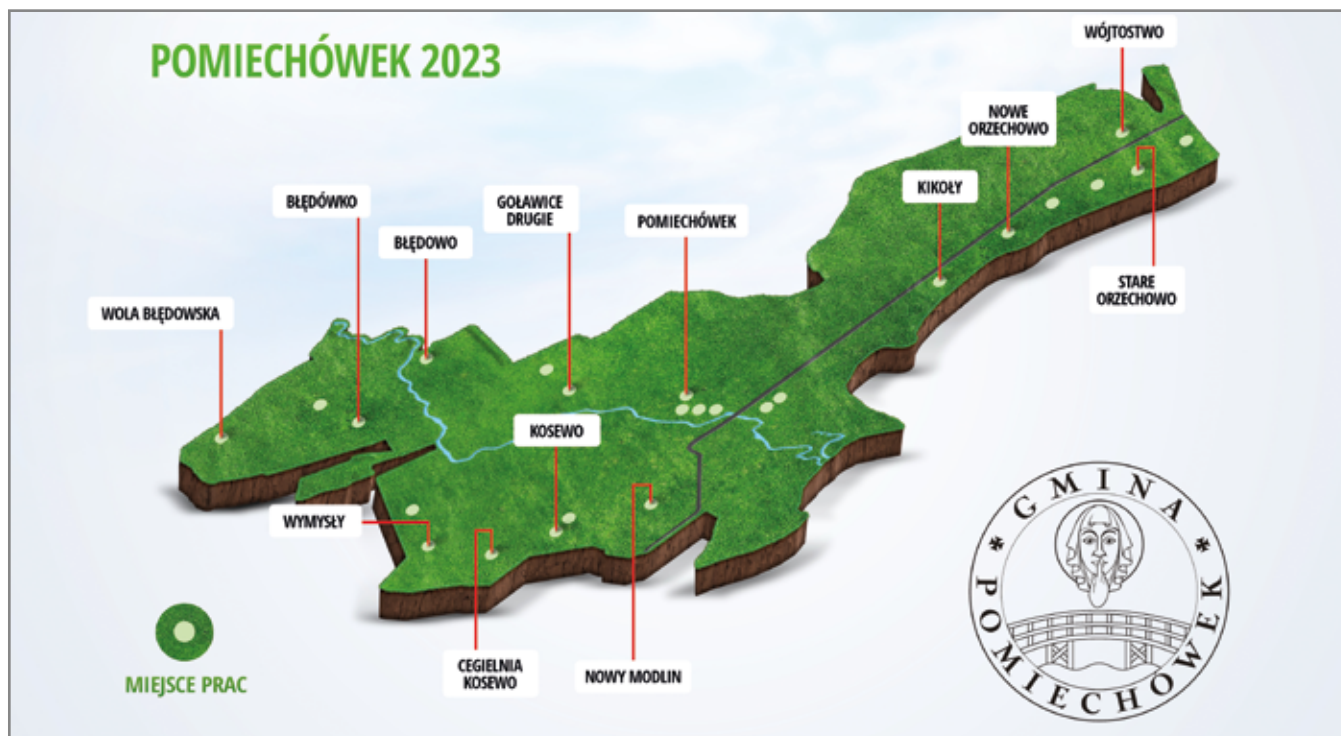 POMIECHÓWEK 2023
WÓJTOSTWO
NOWE
ORZECHOWO
KIKOŁY
BŁĘDÓWKO
GOŁAWICE
DRUGIE
POMIECHÓWEK
BŁĘDOWO
STARE
ORZECHOWO
WOLA BŁĘDOWSKA
KOSEWO
WYMYSŁY
CEGIELNIA
KOSEWO
NOWY MODLIN
MIEJSCE PRAC
GMINA
POMIECHOWEK